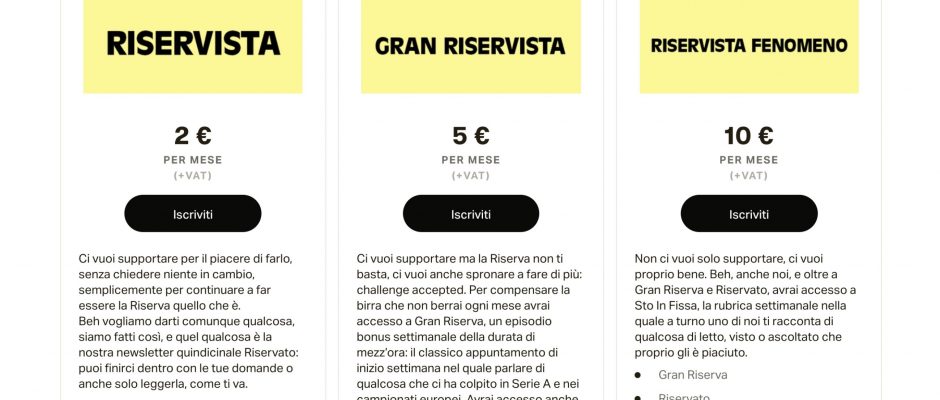 RISERVISTA
2 €
PER MESE
(+VAT)
Iscriviti
Ci vuoi supportare per il piacere di farlo,
senza chiedere niente in cambio,
semplicemente per continuare a far
essere la Riserva quello che è.
Beh vogliamo darti comunque qualcosa,
siamo fatti così, e quel qualcosa è la
nostra newsletter quindicinale Riservato:
puoi finirci dentro con le tue domande o
anche solo leggerla, come ti va.
GRAN RISERVISTA
5 €
PER MESE
(+VAT)
Iscriviti
Ci vuoi supportare ma la Riserva non ti
basta, ci vuoi anche spronare a fare di più:
challenge accepted. Per compensare la
birra che non berrai ogni mese avrai
accesso a Gran Riserva, un episodio
bonus settimanale della durata di
mezz'ora: il classico appuntamento di
inizio settimana nel quale parlare di
qualcosa che ci ha colpito in Serie A e nei
campionati europei. Avrai accesso anche
RISERVISTA FENOMENO
10 €
PER MESE
(+VAT)
Iscriviti
Non ci vuoi solo supportare, ci vuoi
proprio bene. Beh, anche noi, e oltre a
Gran Riserva e Riservato, avrai accesso a
Sto In Fissa, la rubrica settimanale nella
quale a turno uno di noi ti racconta di
qualcosa di letto, visto o ascoltato che
proprio gli è piaciuto.
Gran Riserva
Riservato